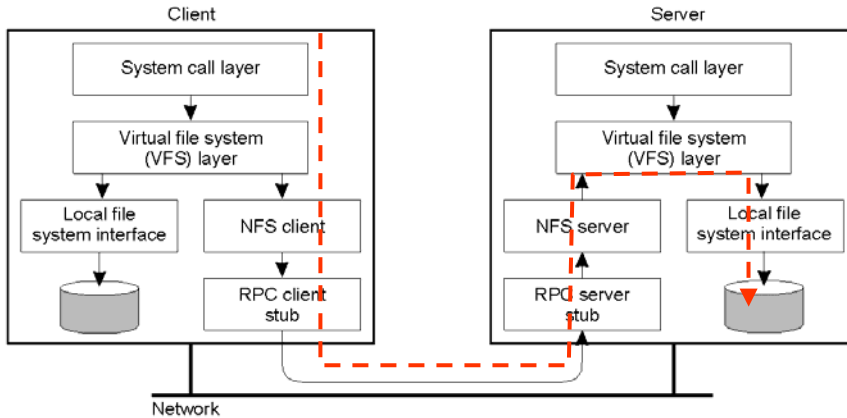 Client
Server
System call layer
Virtual file system
(VFS) layer
Local file
system interface
NFS client
RPC client
stub
System call layer
Virtual file system
(VFS) layer
NFS server
Local file
system interface
RPC server
stub
Network